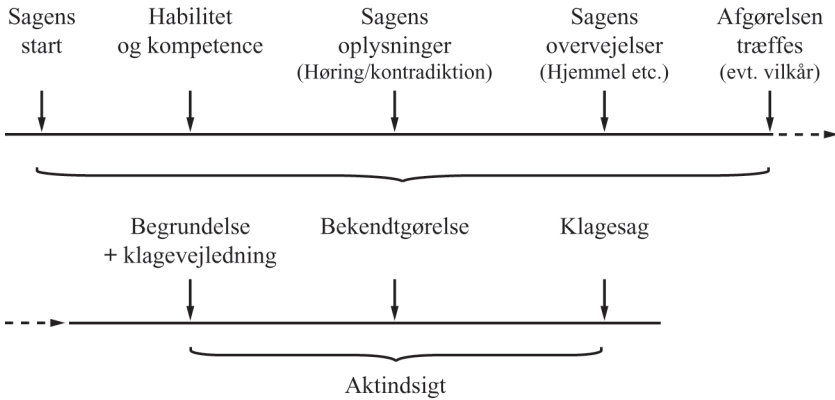 Sagens
start
Habilitet
og kompetence
Sagens
oplysninger
(Høring/kontradiktion)
Sagens
overvejelser
(Hjemmel etc.)
Afgørelsen
træffes
(evt. vilkår)
Begrundelse
+ klagevejledning
Bekendtgørelse
Klagesag
Aktindsigt